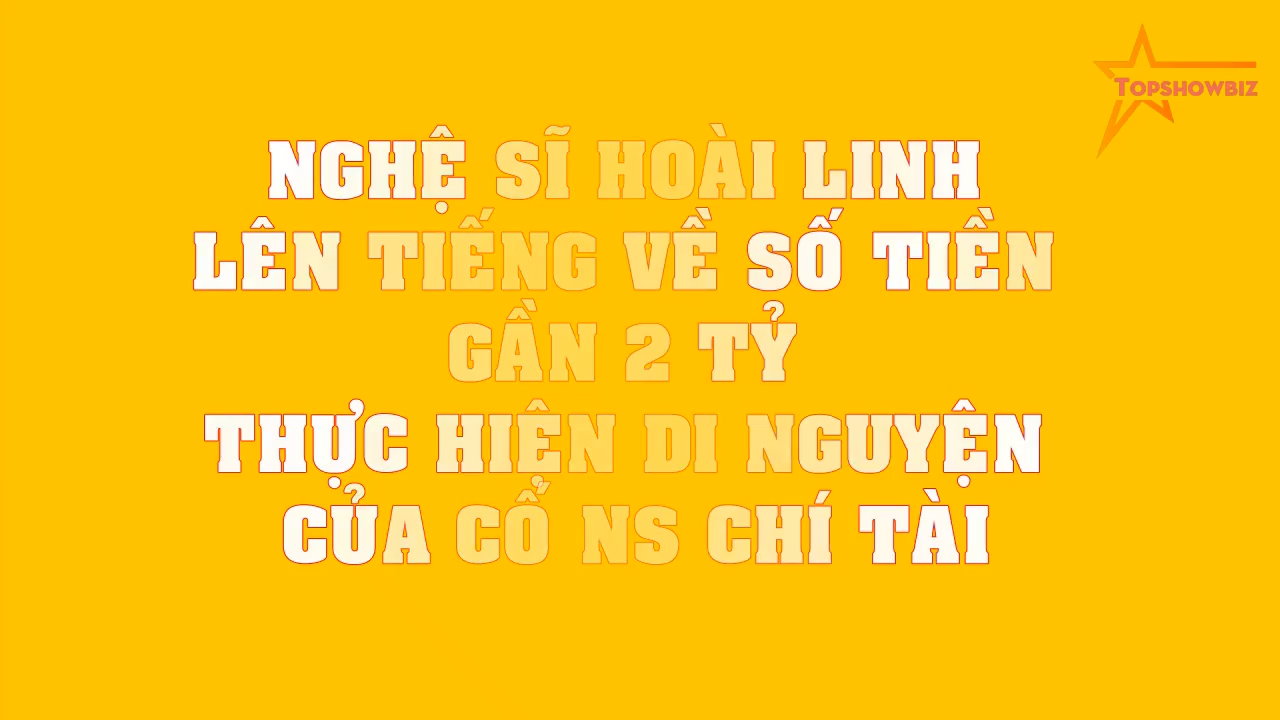 TOPSHOWBIZ
NGHỆ SĨ HOÀI LINH
LÊN TIẾNG VỀ SỐ TIỀN
GẦN 2 TỶ
THỰC HIỆN DI NGUYỆN
CỦA CỐ NS CHÍ TÀI